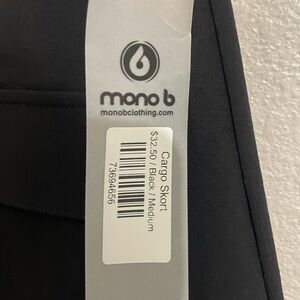 mono b
monobclothing.com
Cargo Skort
$32.50 / Black / Medium
73694656